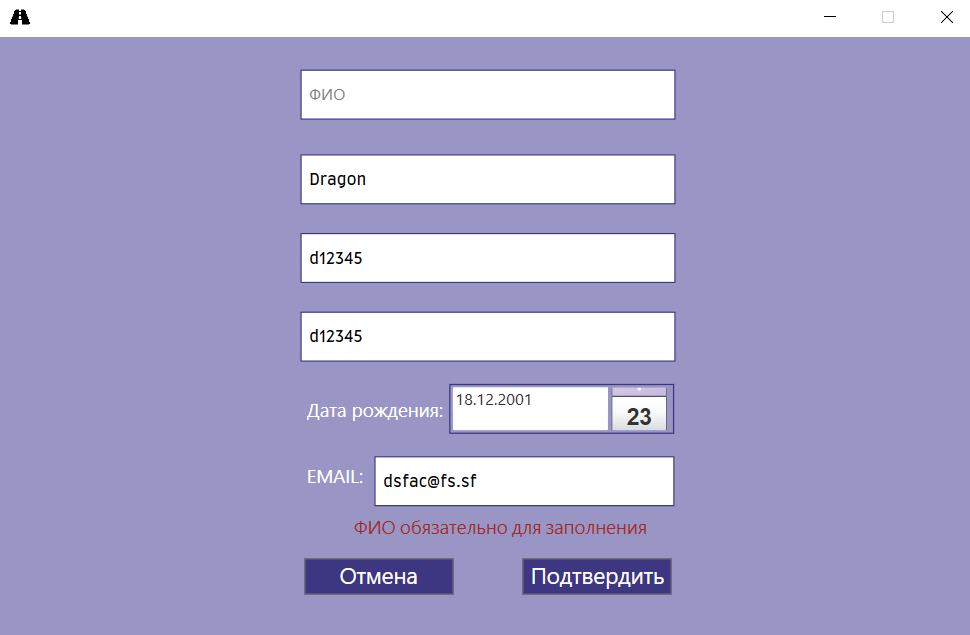 ФИО
Dragon
d12345
d12345
Дата рождения: 18.12.2001 23
EMAIL: dsfac@fs.sf
ФИО обязательно для заполнения
Отмена Подтвердить